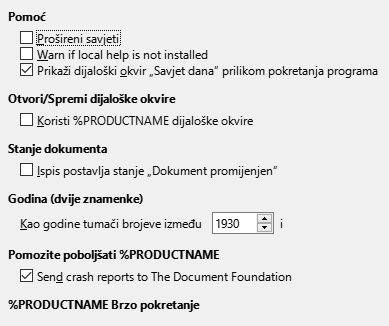 Pomoć
Prošireni savjeti
Warn if local help is not installed
Prikaži dijaloški okvir „Savjet dana” prilikom pokretanja programa
Otvori/Spremi dijaloške okvire
Koristi %PRODUCTNAME dijaloške okvire
Stanje dokumenta
Ispis postavlja stanje „Dokument promijenjen”
Godina (dvije znamenke)
Kao godine tumači brojeve između 1930 i
Pomozite poboljšati %PRODUCTNAME
Send crash reports to The Document Foundation
%PRODUCTNAME Brzo pokretanje